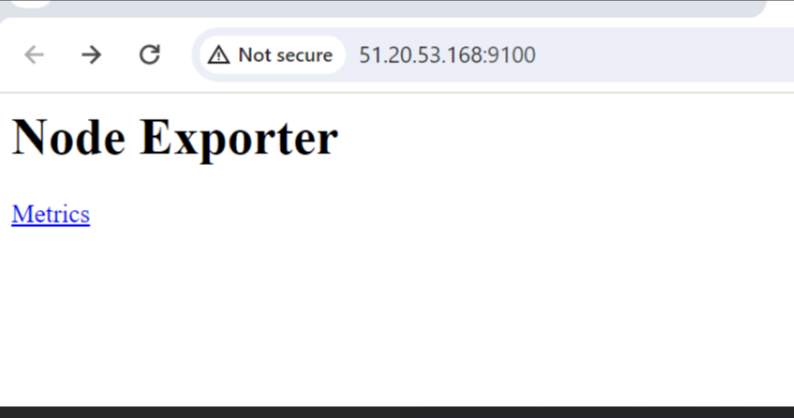 Not secure 51.20.53.168:9100
Node Exporter
Metrics